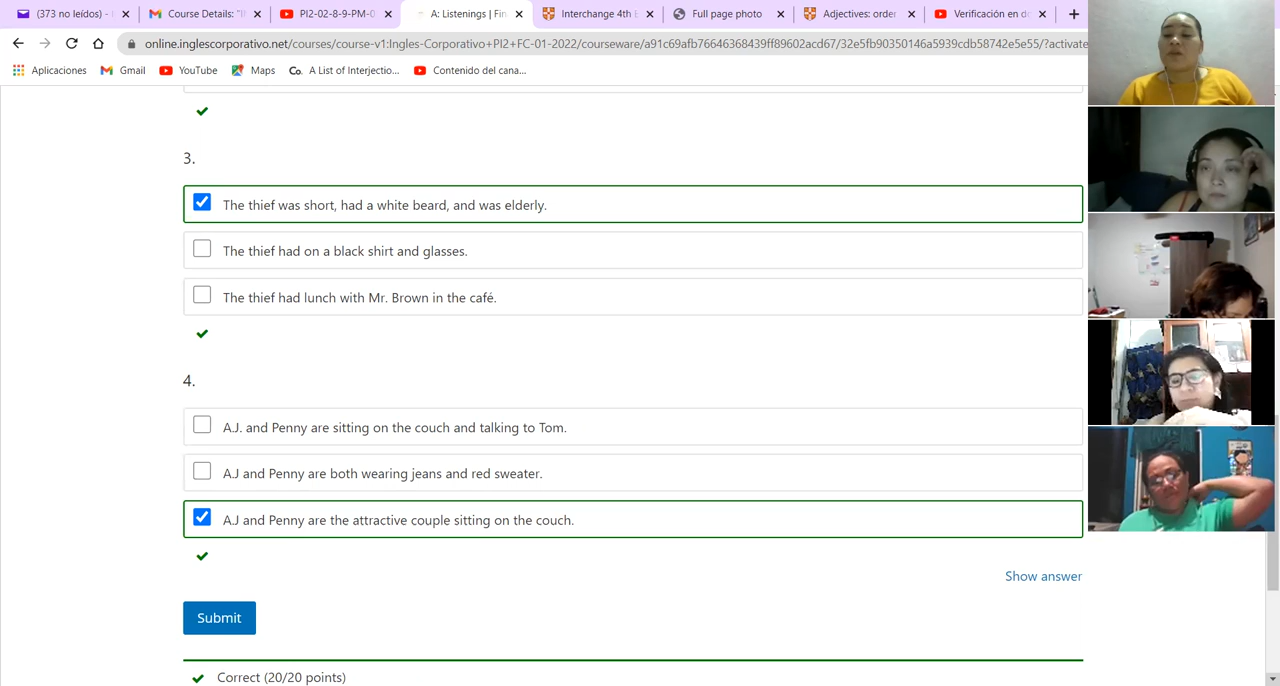 (373 no leídos) -
Course Details: "I
PI2-02-8-9-PM-0
A: Listenings | Fin
Interchange 4th E
Full page photo
Adjectives: order
Verificación en de
online.inglescorporativo.net/courses/course-v1:Ingles-Corporativo+PI2+FC-01-2022/courseware/a91c69afb76646368439ff89602acd67/32e5fb90350146a5939cdb58742e5e55/?activate
Aplicaciones
Gmail
YouTube
Maps
Co. A List of Interjectio...
Contenido del cana...
3.
The thief was short, had a white beard, and was elderly.
The thief had on a black shirt and glasses.
The thief had lunch with Mr. Brown in the café.
4.
A.J. and Penny are sitting on the couch and talking to Tom.
A.J and Penny are both wearing jeans and red sweater.
A.J and Penny are the attractive couple sitting on the couch.
Show answer
Submit
Correct (20/20 points)